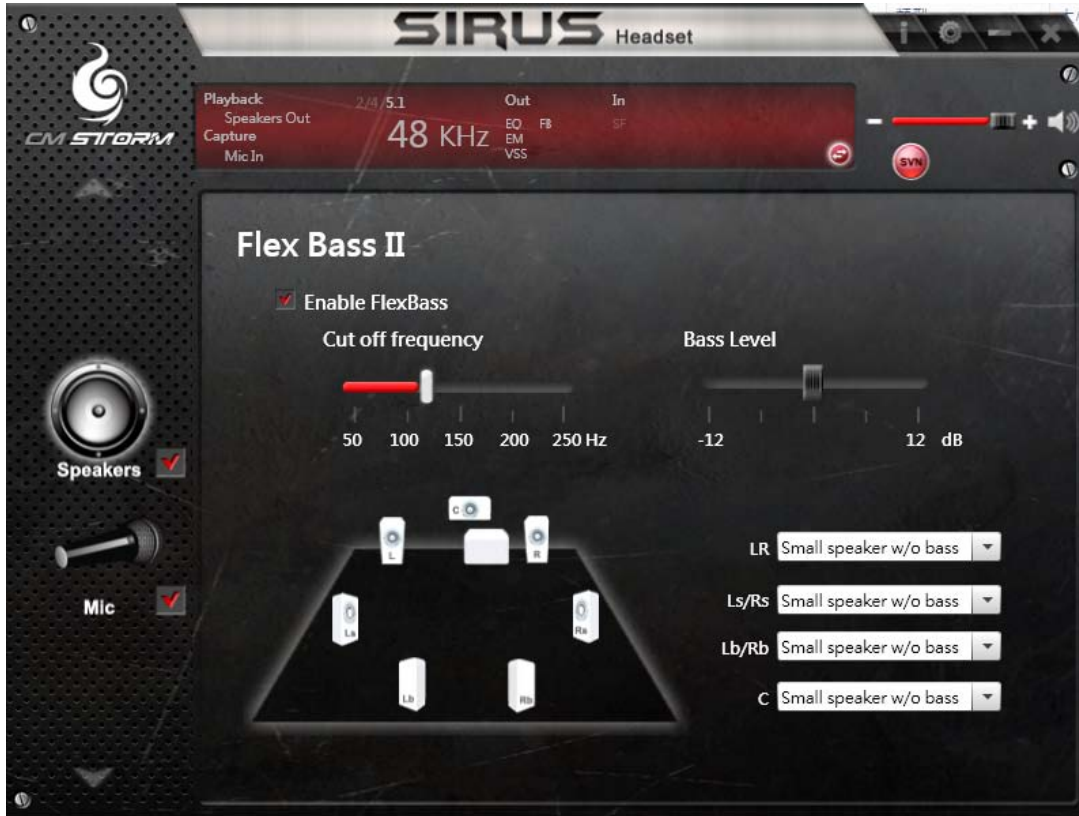 SIRUS Headset
CM STORM
Playback 2/4/5.1 Out In
Speakers Out EQ FB SF
Capture 48 KHz EM
Mic In VSS
SVN
Flex Bass II
Enable FlexBass
Cut off frequency Bass Level
50 100 150 200 250 Hz -12 12 dB
Speakers
C
L R
LR Small speaker w/o bass
Ls Rs
Ls/Rs Small speaker w/o bass
Mic
Lb/Rb Small speaker w/o bass
Lb Rb
C Small speaker w/o bass